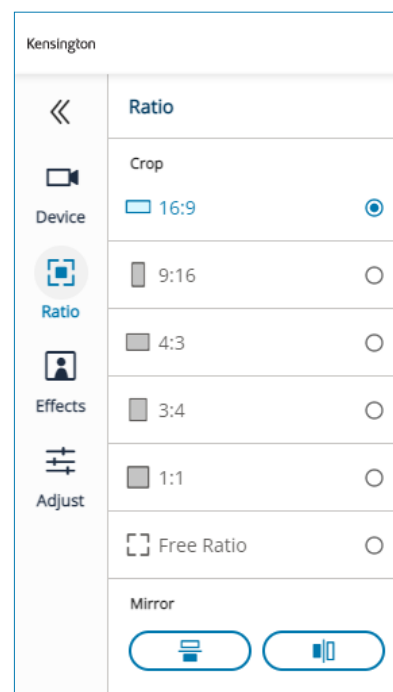 Kensington
Ratio
Crop
Device
16:9
9:16
Ratio
4:3
Effects
3:4
Adjust
1:1
Free Ratio
Mirror